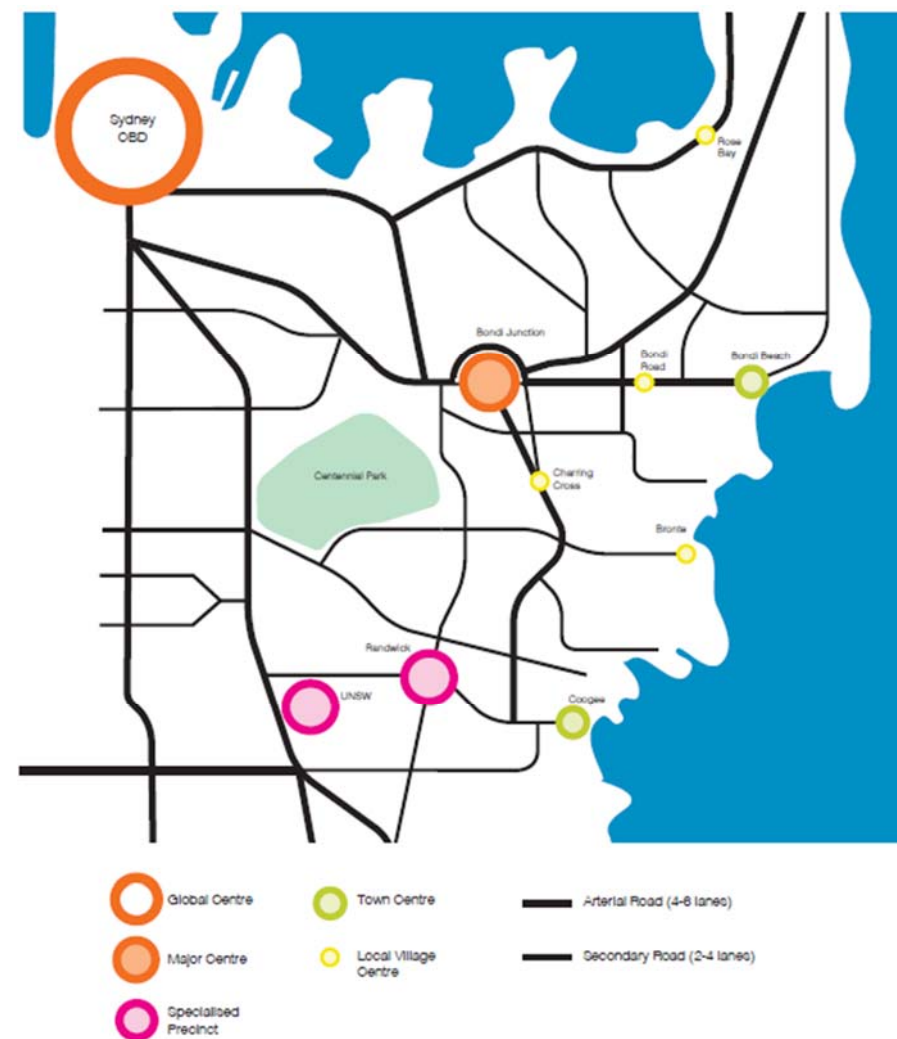 Sydney
CBD
Rose
Bay
Bondi Junction
Bondi
Road
Bondi Beach
Centennial Park
Charring
Cross
Bronte
Randwick
UNSW
Coogee
Global Centre
Town Centre
Arterial Road (4-6 lanes)
Major Centre
Local Village
Centre
Secondary Road (2-4 lanes)
Specialised
Precinct